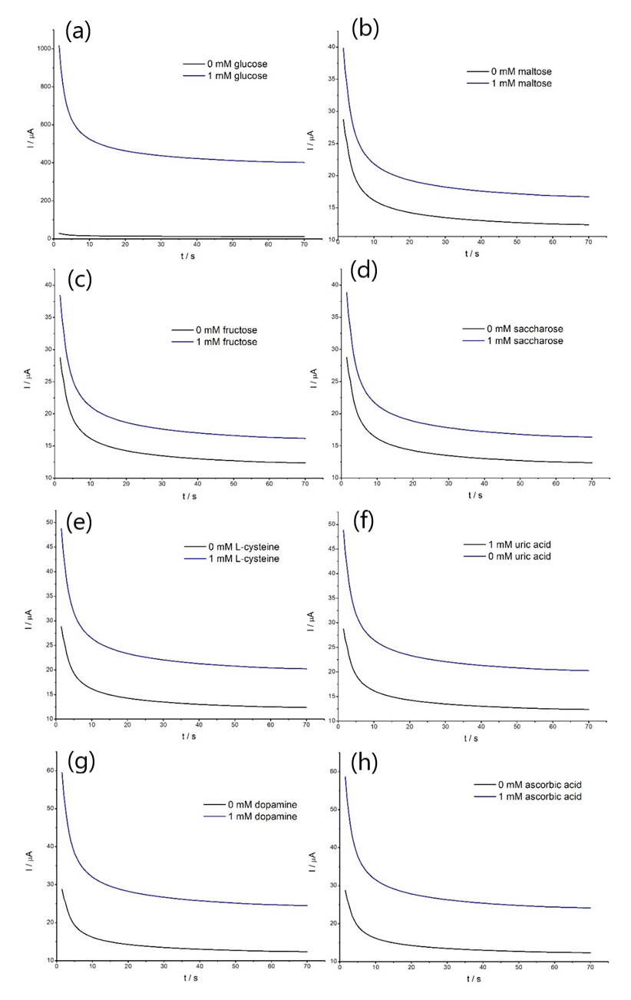 (a)
0 mM glucose
1 mM glucose
1000
800
600
400
200
0
I / μA
0 10 20 30 40 50 60 70
t / s
(b)
0 mM maltose
1 mM maltose
40
35
30
25
20
15
10
I / μA
0 10 20 30 40 50 60 70
t / s
(c)
0 mM fructose
1 mM fructose
40
35
30
25
20
15
10
I / μA
0 10 20 30 40 50 60 70
t / s
(d)
0 mM saccharose
1 mM saccharose
40
35
30
25
20
15
10
I / μA
0 10 20 30 40 50 60 70
t / s
(e)
0 mM L-cysteine
1 mM L-cysteine
50
45
40
35
30
25
20
15
10
I / μA
0 10 20 30 40 50 60 70
t / s
(f)
1 mM uric acid
0 mM uric acid
50
45
40
35
30
25
20
15
10
I / μA
0 10 20 30 40 50 60 70
t / s
(g)
0 mM dopamine
1 mM dopamine
60
50
40
30
20
10
I / μA
0 10 20 30 40 50 60 70
t / s
(h)
0 mM ascorbic acid
1 mM ascorbic acid
60
50
40
30
20
10
I / μA
0 10 20 30 40 50 60 70
t / s